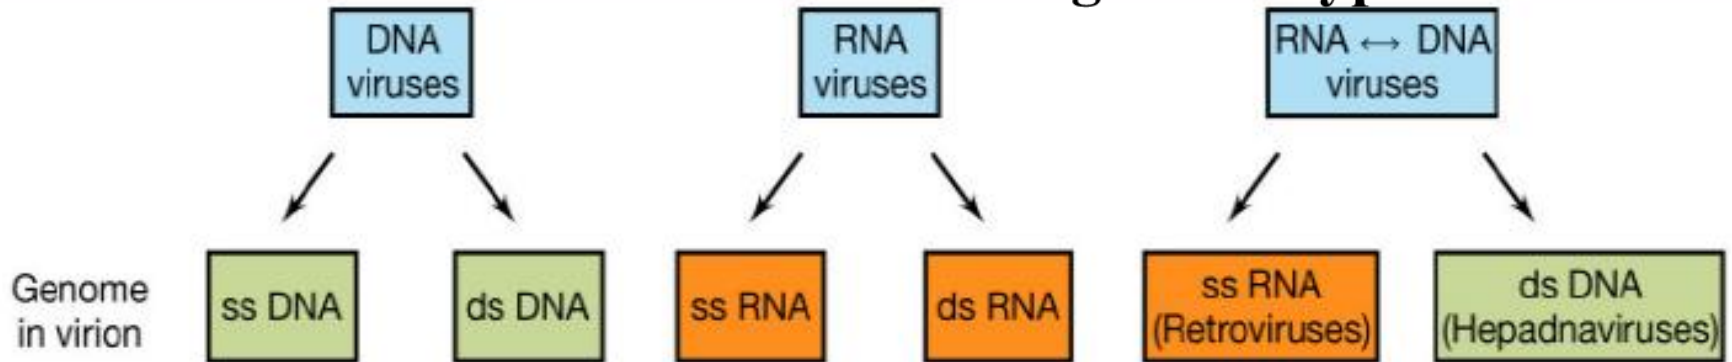 DNA
viruses
RNA
viruses
RNA ↔ DNA
viruses
Genome
in virion
ss DNA
ds DNA
ss RNA
ds RNA
ss RNA
(Retroviruses)
ds DNA
(Hepadnaviruses)